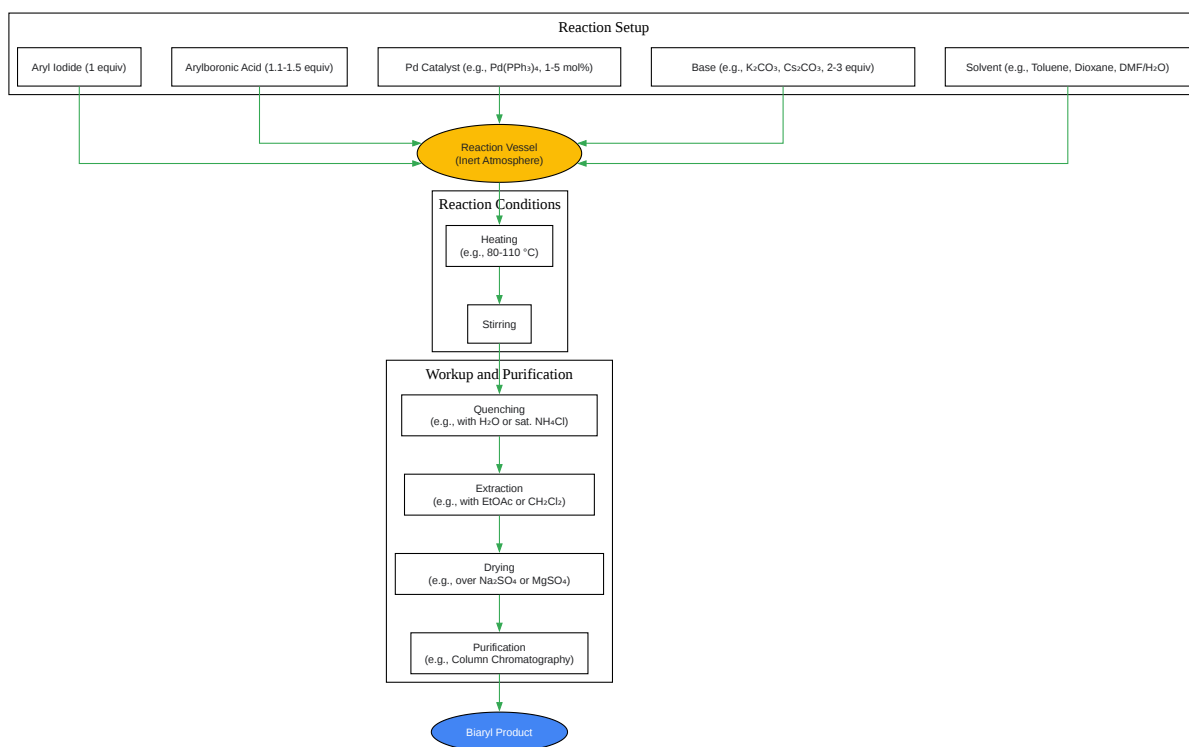 Reaction Setup
Aryl Iodide (1 equiv)
Arylboronic Acid (1.1-1.5 equiv)
Pd Catalyst (e.g., Pd(PPh₃)₄, 1-5 mol%)
Base (e.g., K₂CO₃, Cs₂CO₃, 2-3 equiv)
Solvent (e.g., Toluene, Dioxane, DMF/H₂O)
Reaction Vessel
(Inert Atmosphere)
Reaction Conditions
Heating
(e.g., 80-110 °C)
Stirring
Workup and Purification
Quenching
(e.g., with H₂O or sat. NH₄Cl)
Extraction
(e.g., with EtOAc or CH₂Cl₂)
Drying
(e.g., over Na₂SO₄ or MgSO₄)
Purification
(e.g., Column Chromatography)
Biaryl Product